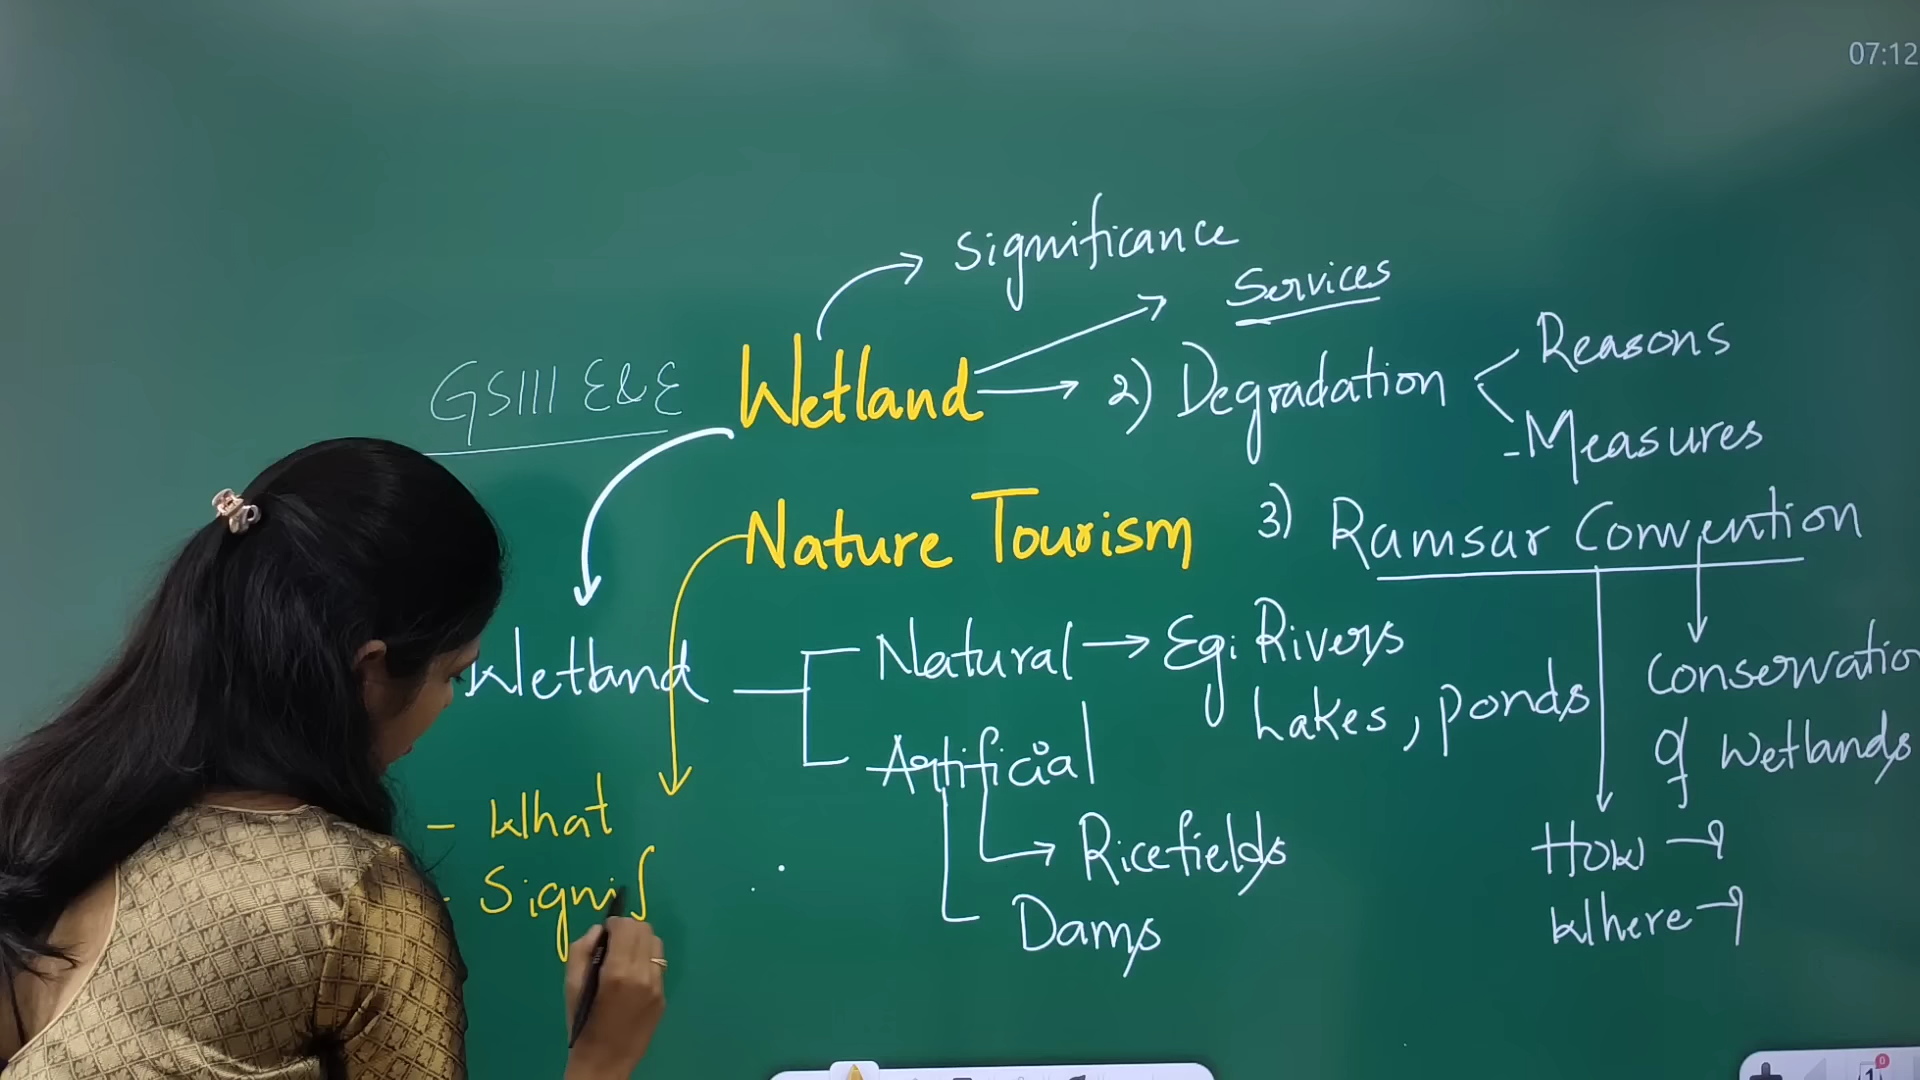 07:12
Significance
Services
GSIII E&E
Wetland
2) Degradation
Reasons
- Measures
Nature Tourism
3) Ramsar Convention
Wetland
Natural → Eg: Rivers
Lakes, Ponds
Conservation
of Wetlands
Artificial
Ricefields
Dams
How →
Where →
- What
- Signif